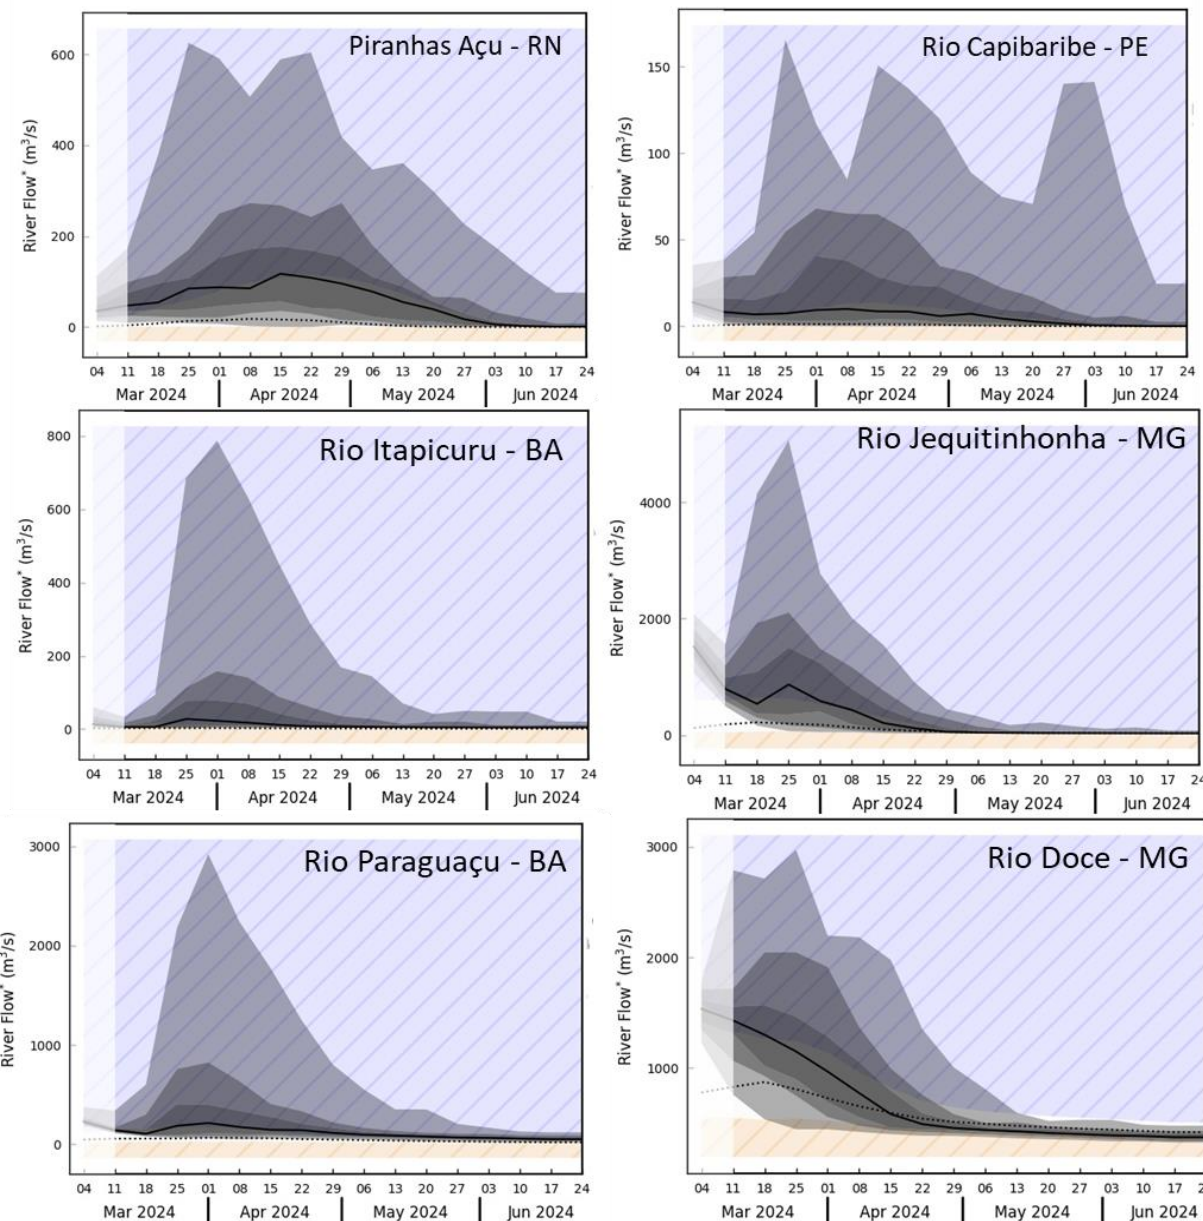 Piranhas Açu - RN
River Flow* (m³/s)
600
400
200
0
04 11 18 25 01 08 15 22 29 06 13 20 27 03 10 17 24
Mar 2024 | Apr 2024 | May 2024 | Jun 2024
Rio Capibaribe - PE
River Flow* (m³/s)
150
100
50
0
04 11 18 25 01 08 15 22 29 06 13 20 27 03 10 17 24
Mar 2024 | Apr 2024 | May 2024 | Jun 2024
Rio Itapicuru - BA
River Flow* (m³/s)
800
600
400
200
0
04 11 18 25 01 08 15 22 29 06 13 20 27 03 10 17 24
Mar 2024 | Apr 2024 | May 2024 | Jun 2024
Rio Jequitinhonha - MG
River Flow* (m³/s)
4000
2000
0
04 11 18 25 01 08 15 22 29 06 13 20 27 03 10 17 24
Mar 2024 | Apr 2024 | May 2024 | Jun 2024
Rio Paraguaçu - BA
River Flow* (m³/s)
3000
2000
1000
0
04 11 18 25 01 08 15 22 29 06 13 20 27 03 10 17 24
Mar 2024 | Apr 2024 | May 2024 | Jun 2024
Rio Doce - MG
River Flow* (m³/s)
3000
2000
1000
04 11 18 25 01 08 15 22 29 06 13 20 27 03 10 17 24
Mar 2024 | Apr 2024 | May 2024 | Jun 2024